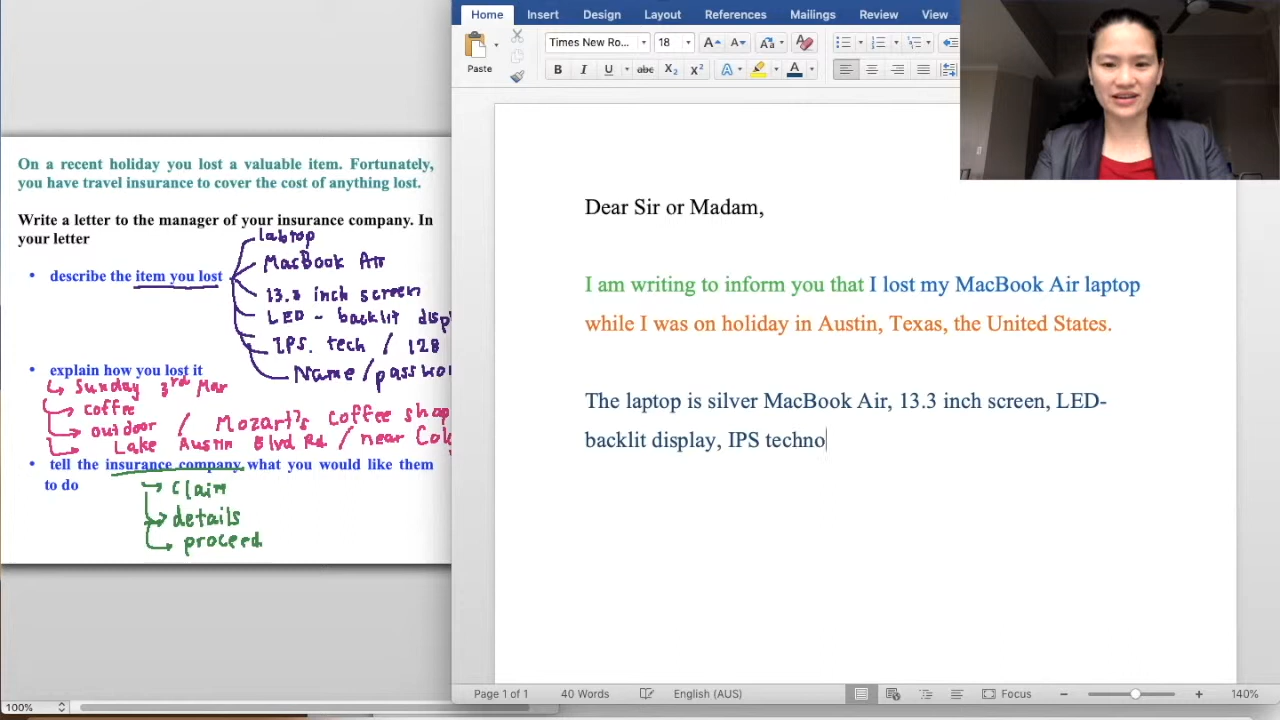 Home Insert Design Layout References Mailings Review View
Times New Ro... 18
Paste
B I U abc X₂ X² A A
On a recent holiday you lost a valuable item. Fortunately,
you have travel insurance to cover the cost of anything lost.
Write a letter to the manager of your insurance company. In
your letter
labtop
• describe the item you lost
MacBook Air
13.3 inch screen
LED - backlit disp
IPS. tech / 128
Name /
• explain how you lost it
Sunday 3rd Mar
coffee
outdoor / Mozart's coffee shop
Lake Austin Blvd Rd / near
• tell the insurance company what you would like them
to do
claim
details
proceed
Dear Sir or Madam,
I am writing to inform you that I lost my MacBook Air laptop
while I was on holiday in Austin, Texas, the United States.
The laptop is silver MacBook Air, 13.3 inch screen, LED-
backlit display, IPS techno
100%
Page 1 of 1 40 Words English (AUS) Focus 140%